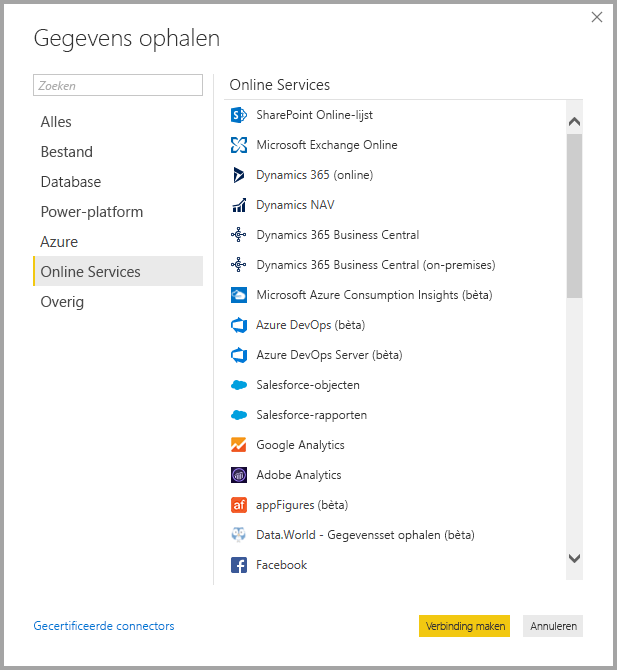 Gegevens ophalen
Zoeken
Alles
Bestand
Database
Power-platform
Azure
Online Services
Overig
Online Services
SharePoint Online-lijst
Microsoft Exchange Online
Dynamics 365 (online)
Dynamics NAV
Dynamics 365 Business Central
Dynamics 365 Business Central (on-premises)
Microsoft Azure Consumption Insights (bèta)
Azure DevOps (bèta)
Azure DevOps Server (bèta)
Salesforce-objecten
Salesforce-rapporten
Google Analytics
Adobe Analytics
af appFigures (bèta)
Data.World - Gegevensset ophalen (bèta)
Facebook
Gecertificeerde connectors
Verbinding maken
Annuleren